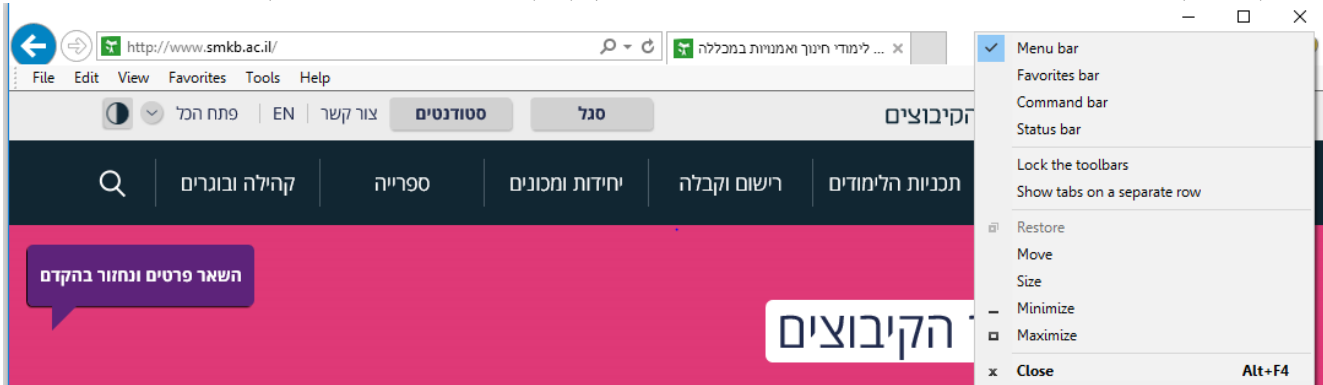 http://www.smkb.ac.il/
לימודי חינוך ואמנויות במכללה ...
File Edit View Favorites Tools Help
הקיבוצים
סגל
סטודנטים
צור קשר
EN
פתח הכל
תכניות הלימודים
רישום וקבלה
יחידות ומכונים
ספרייה
קהילה ובוגרים
השאר פרטים ונחזור בהקדם
הקיבוצים
Menu bar
Favorites bar
Command bar
Status bar
Lock the toolbars
Show tabs on a separate row
Restore
Move
Size
Minimize
Maximize
Close Alt+F4